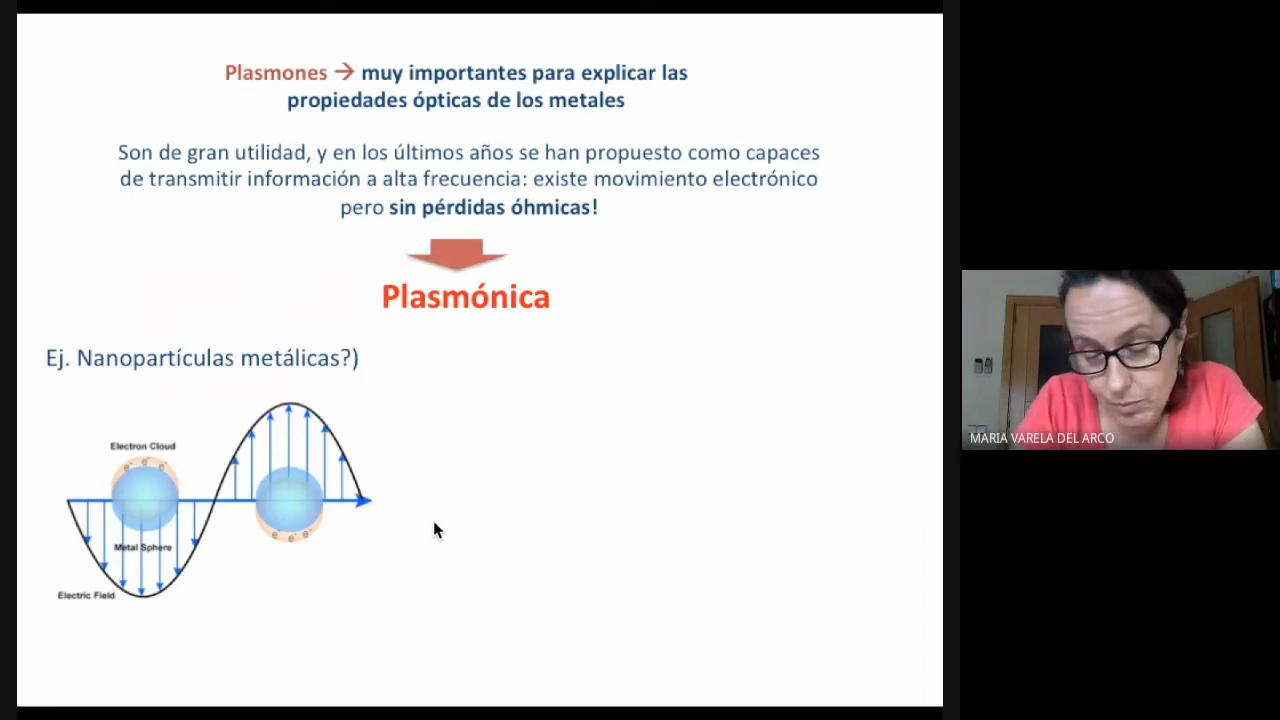 Plasmones → muy importantes para explicar las
propiedades ópticas de los metales
Son de gran utilidad, y en los últimos años se han propuesto como capaces
de transmitir información a alta frecuencia: existe movimiento electrónico
pero sin pérdidas óhmicas!
Plasmónica
Ej. Nanopartículas metálicas?)
Electron Cloud
e- e- e-
Metal Sphere
e- e- e-
Electric Field
MARIA VARELA DEL ARCO